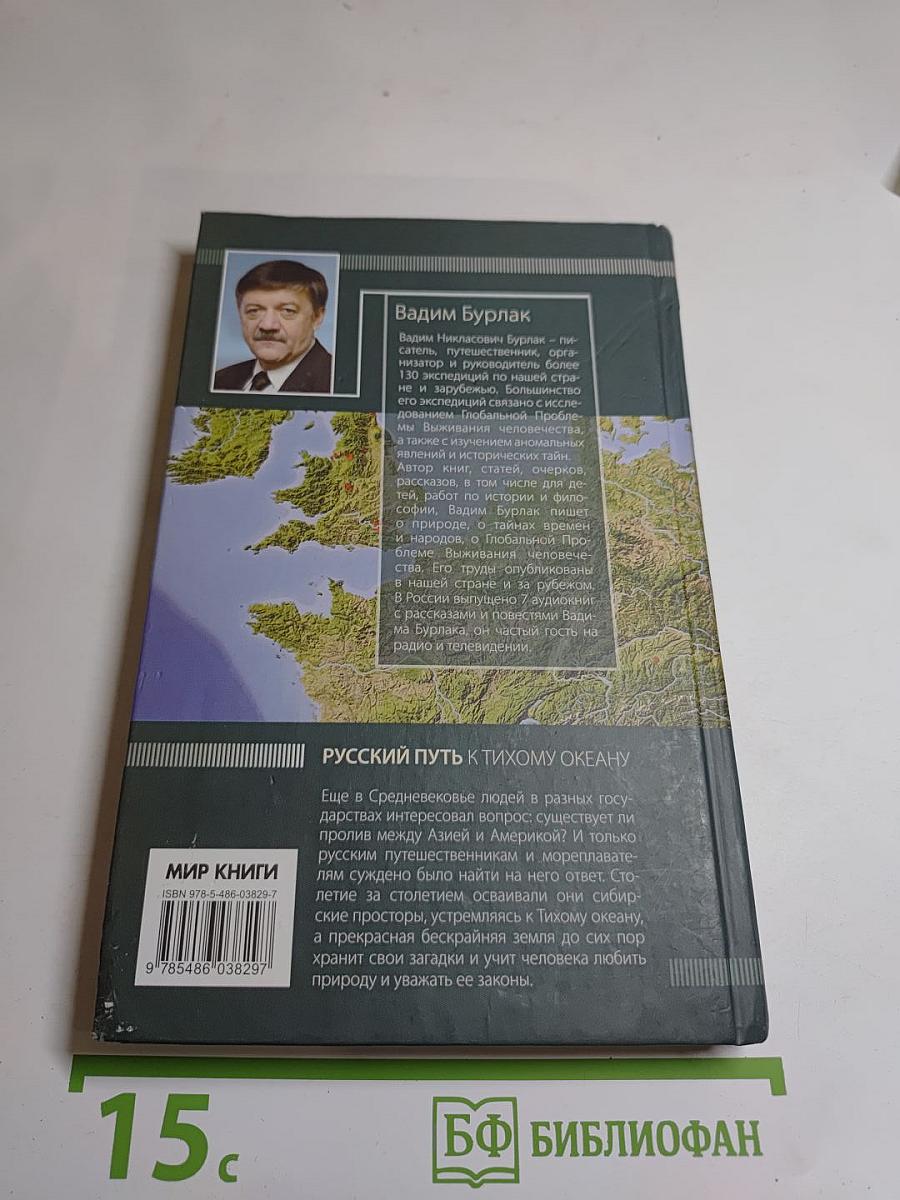 Вадим Бурлак
Вадим Никласович Бурлак – пи-
сатель, путешественник, орга-
низатор и руководитель более
130 экспедиций по нашей стра-
не и зарубежью. Большинство
его экспедиций связано с иссле-
дованием Глобальной Пробле-
мы Выживания человечества,
а также с изучением аномальных
явлений и исторических тайн.
Автор книг, статей, очерков,
рассказов, в том числе для де-
тей, работ по истории и фило-
софии, Вадим Бурлак пишет
о природе, о тайнах времен
и народов, о Глобальной Про-
блеме Выживания человече-
ства. Его труды опубликованы
в нашей стране и за рубежом.
В России выпущено 7 аудиокниг
с рассказами и повестями Вади-
ма Бурлака, он частый гость на
радио и телевидении.
РУССКИЙ ПУТЬ К ТИХОМУ ОКЕАНУ
Еще в Средневековье людей в разных госу-
дарствах интересовал вопрос: существует ли
пролив между Азией и Америкой? И только
русским путешественникам и мореплавате-
лям суждено было найти на него ответ. Сто-
летие за столетием осваивали они сибир-
ские просторы, устремляясь к Тихому океану,
а прекрасная бескрайняя земля до сих пор
хранит свои загадки и учит человека любить
природу и уважать ее законы.
МИР КНИГИ
ISBN 978-5-486-03829-7
9 785486 038297
15 с
БФ БИБЛИОФАН